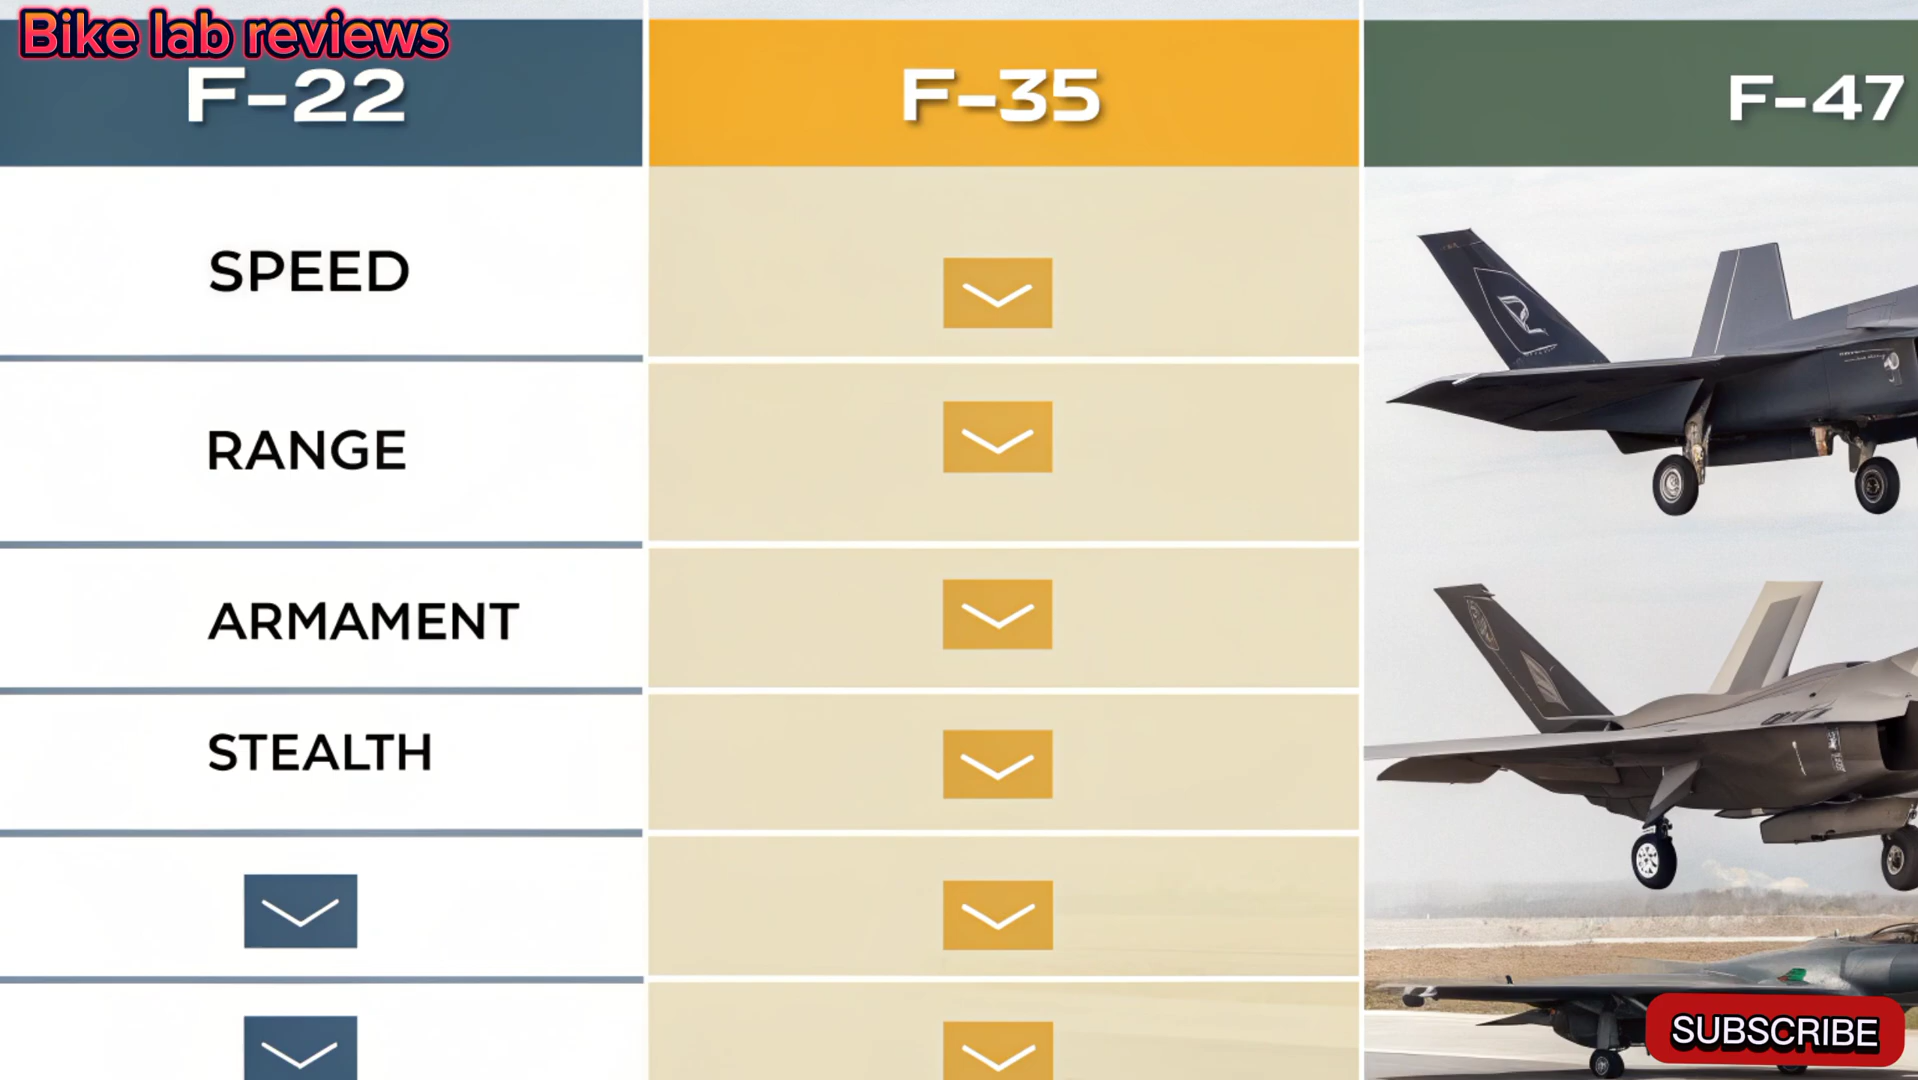 Bike lab reviews
F-22
F-35
F-47
SPEED
RANGE
ARMAMENT
STEALTH
SUBSCRIBE